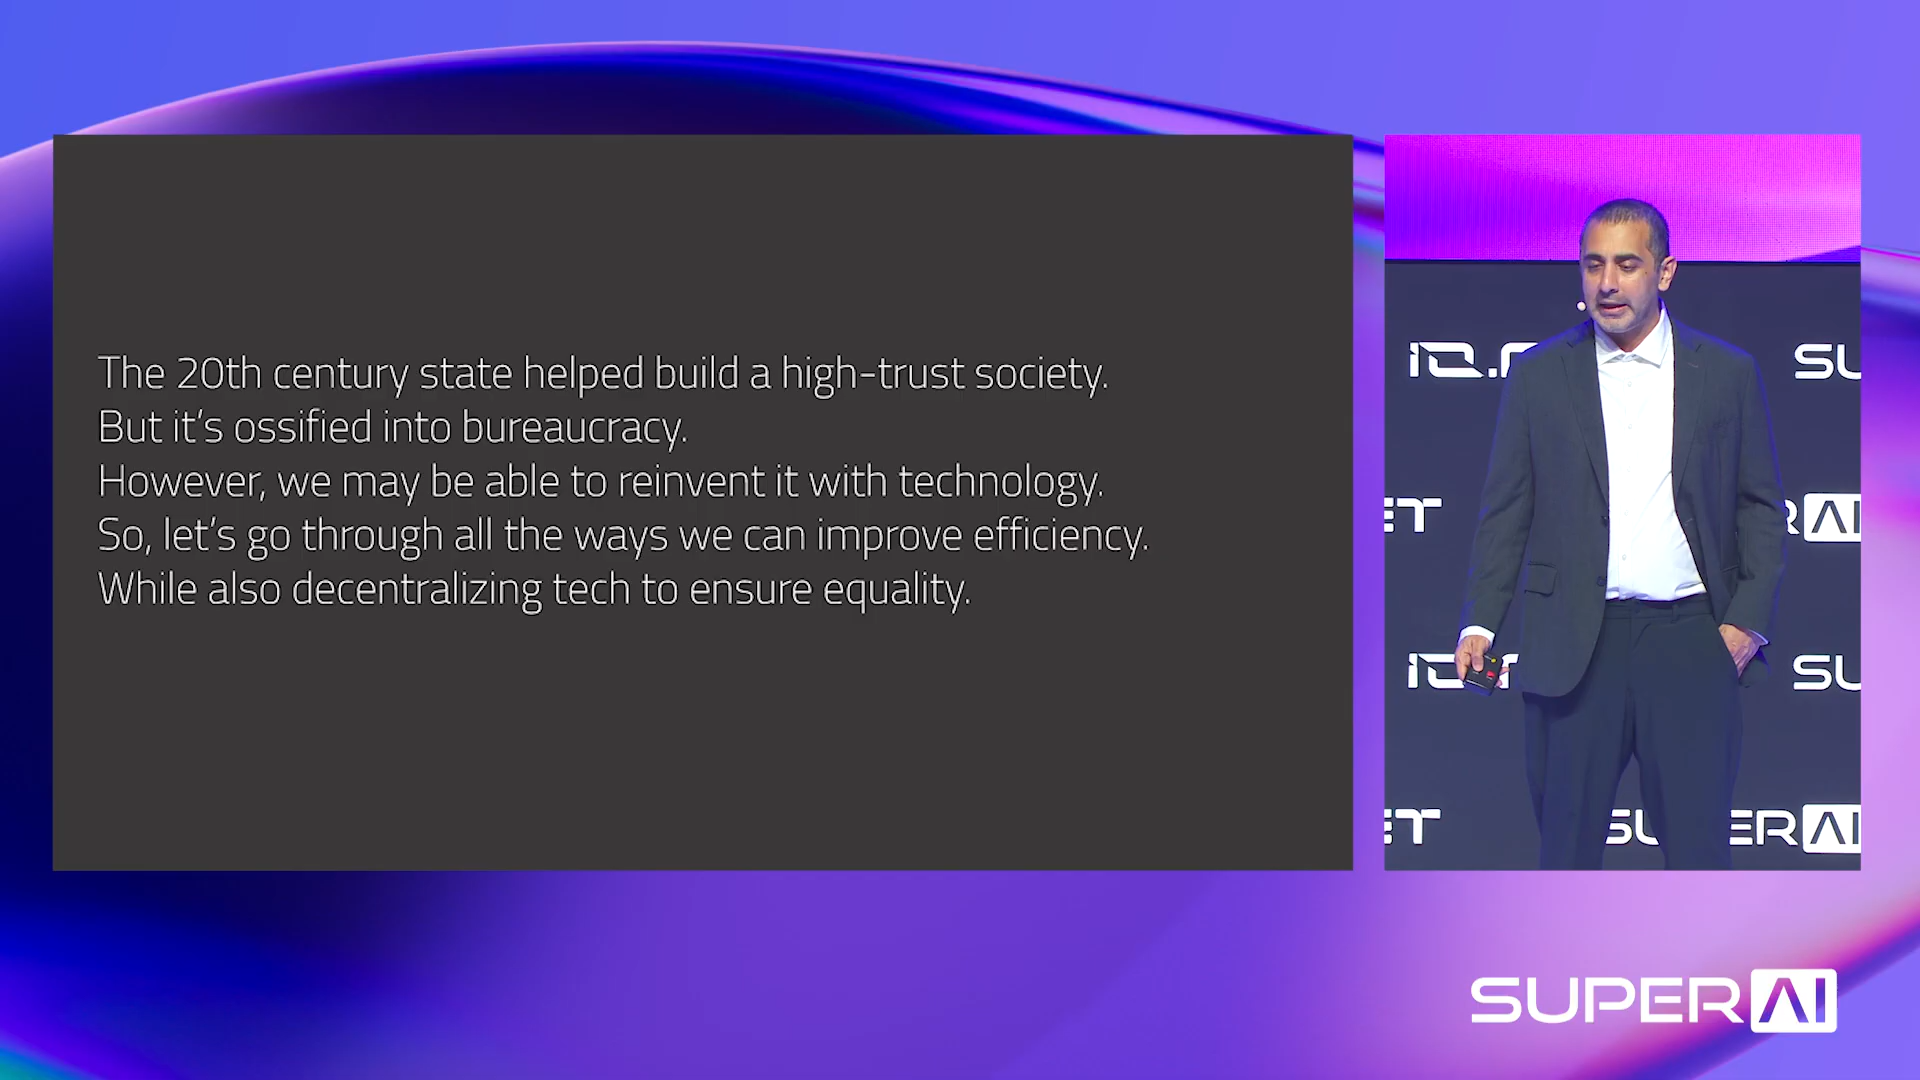 The 20th century state helped build a high-trust society.
But it’s ossified into bureaucracy.
However, we may be able to reinvent it with technology.
So, let’s go through all the ways we can improve efficiency.
While also decentralizing tech to ensure equality.
SUPER AI